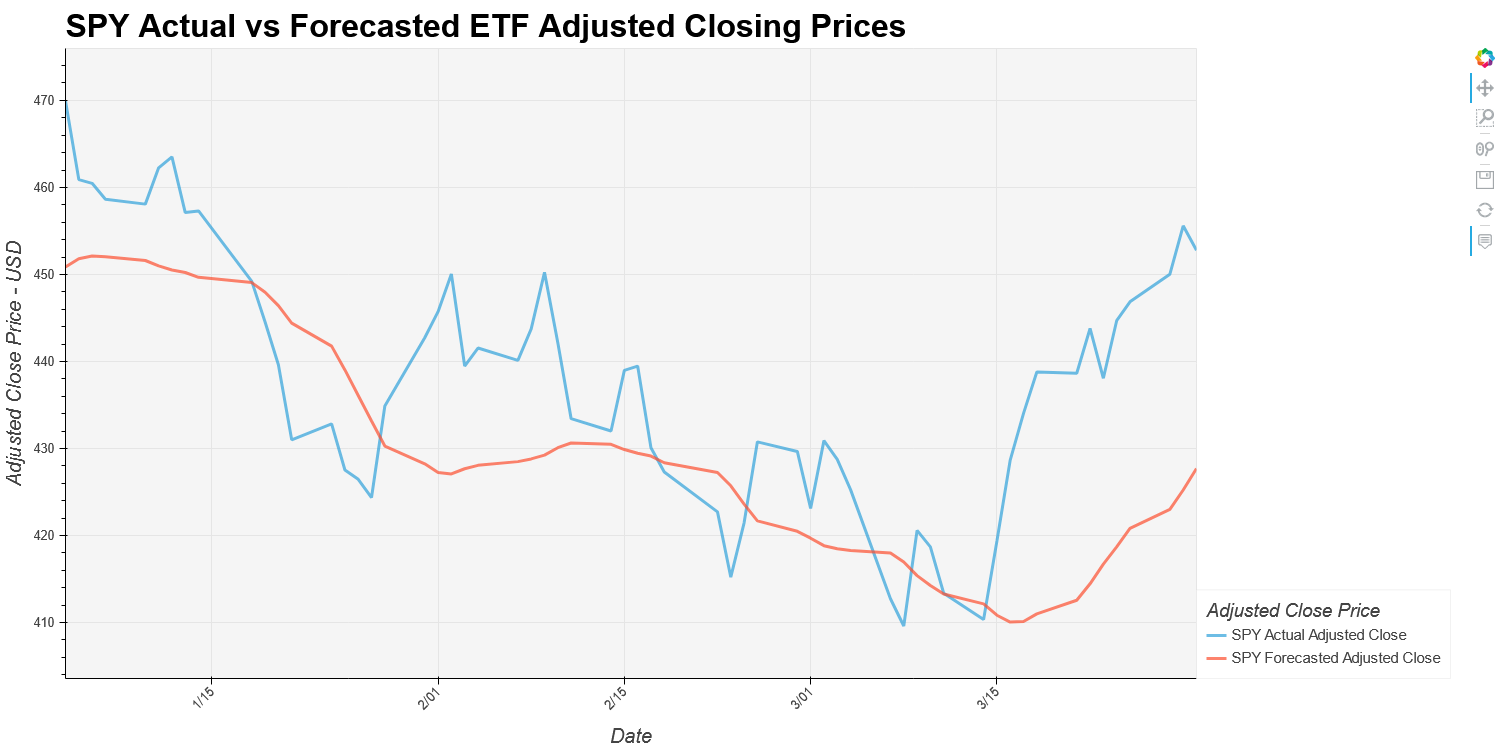 SPY Actual vs Forecasted ETF Adjusted Closing Prices
Adjusted Close Price - USD
470
460
450
440
430
420
410
1/15
2/01
2/15
3/01
3/15
Date
Adjusted Close Price
SPY Actual Adjusted Close
SPY Forecasted Adjusted Close